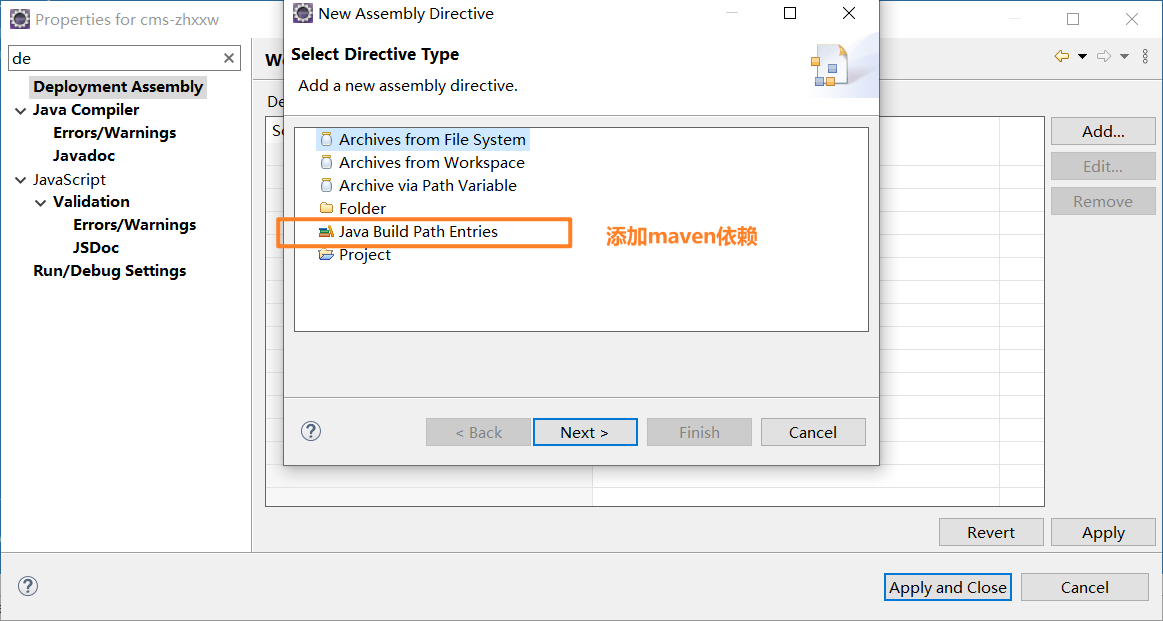 Properties for cms-zhxxw
New Assembly Directive
de
Select Directive Type
Add a new assembly directive.
Deployment Assembly
Java Compiler
Errors/Warnings
Javadoc
JavaScript
Validation
Errors/Warnings
JSDoc
Run/Debug Settings
Archives from File System
Archives from Workspace
Archive via Path Variable
Folder
Java Build Path Entries
添加maven依赖
Project
Add...
Edit...
Remove
< Back
Next >
Finish
Cancel
Revert
Apply
Apply and Close
Cancel